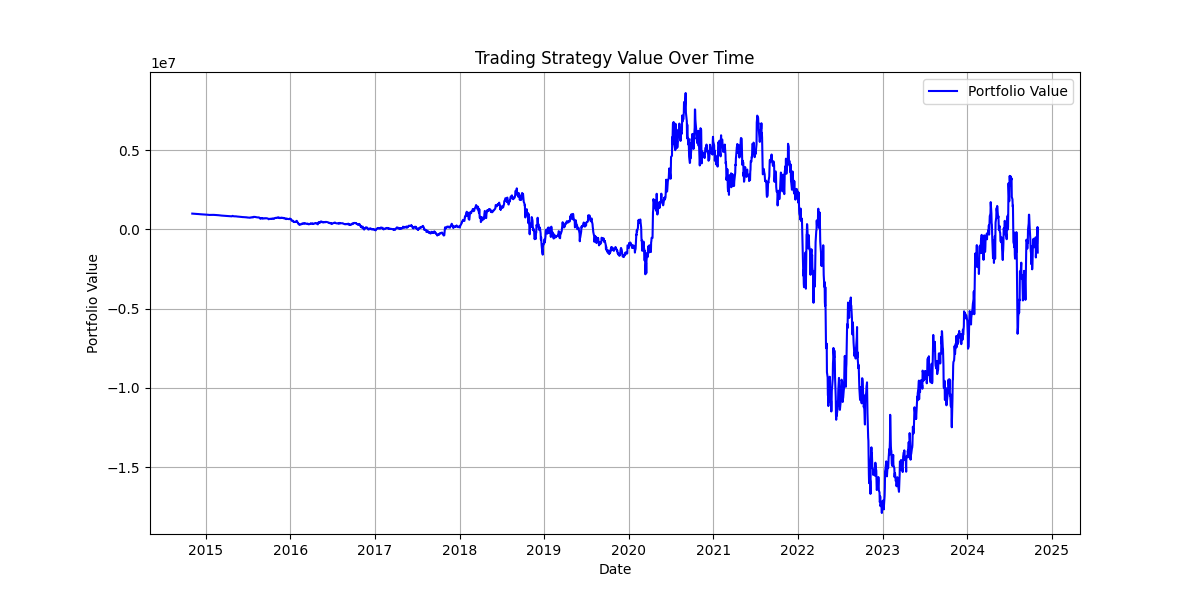 Trading Strategy Value Over Time
1e7
Portfolio Value
0.5
0.0
−0.5
−1.0
−1.5
Portfolio Value
2015 2016 2017 2018 2019 2020 2021 2022 2023 2024 2025
Date